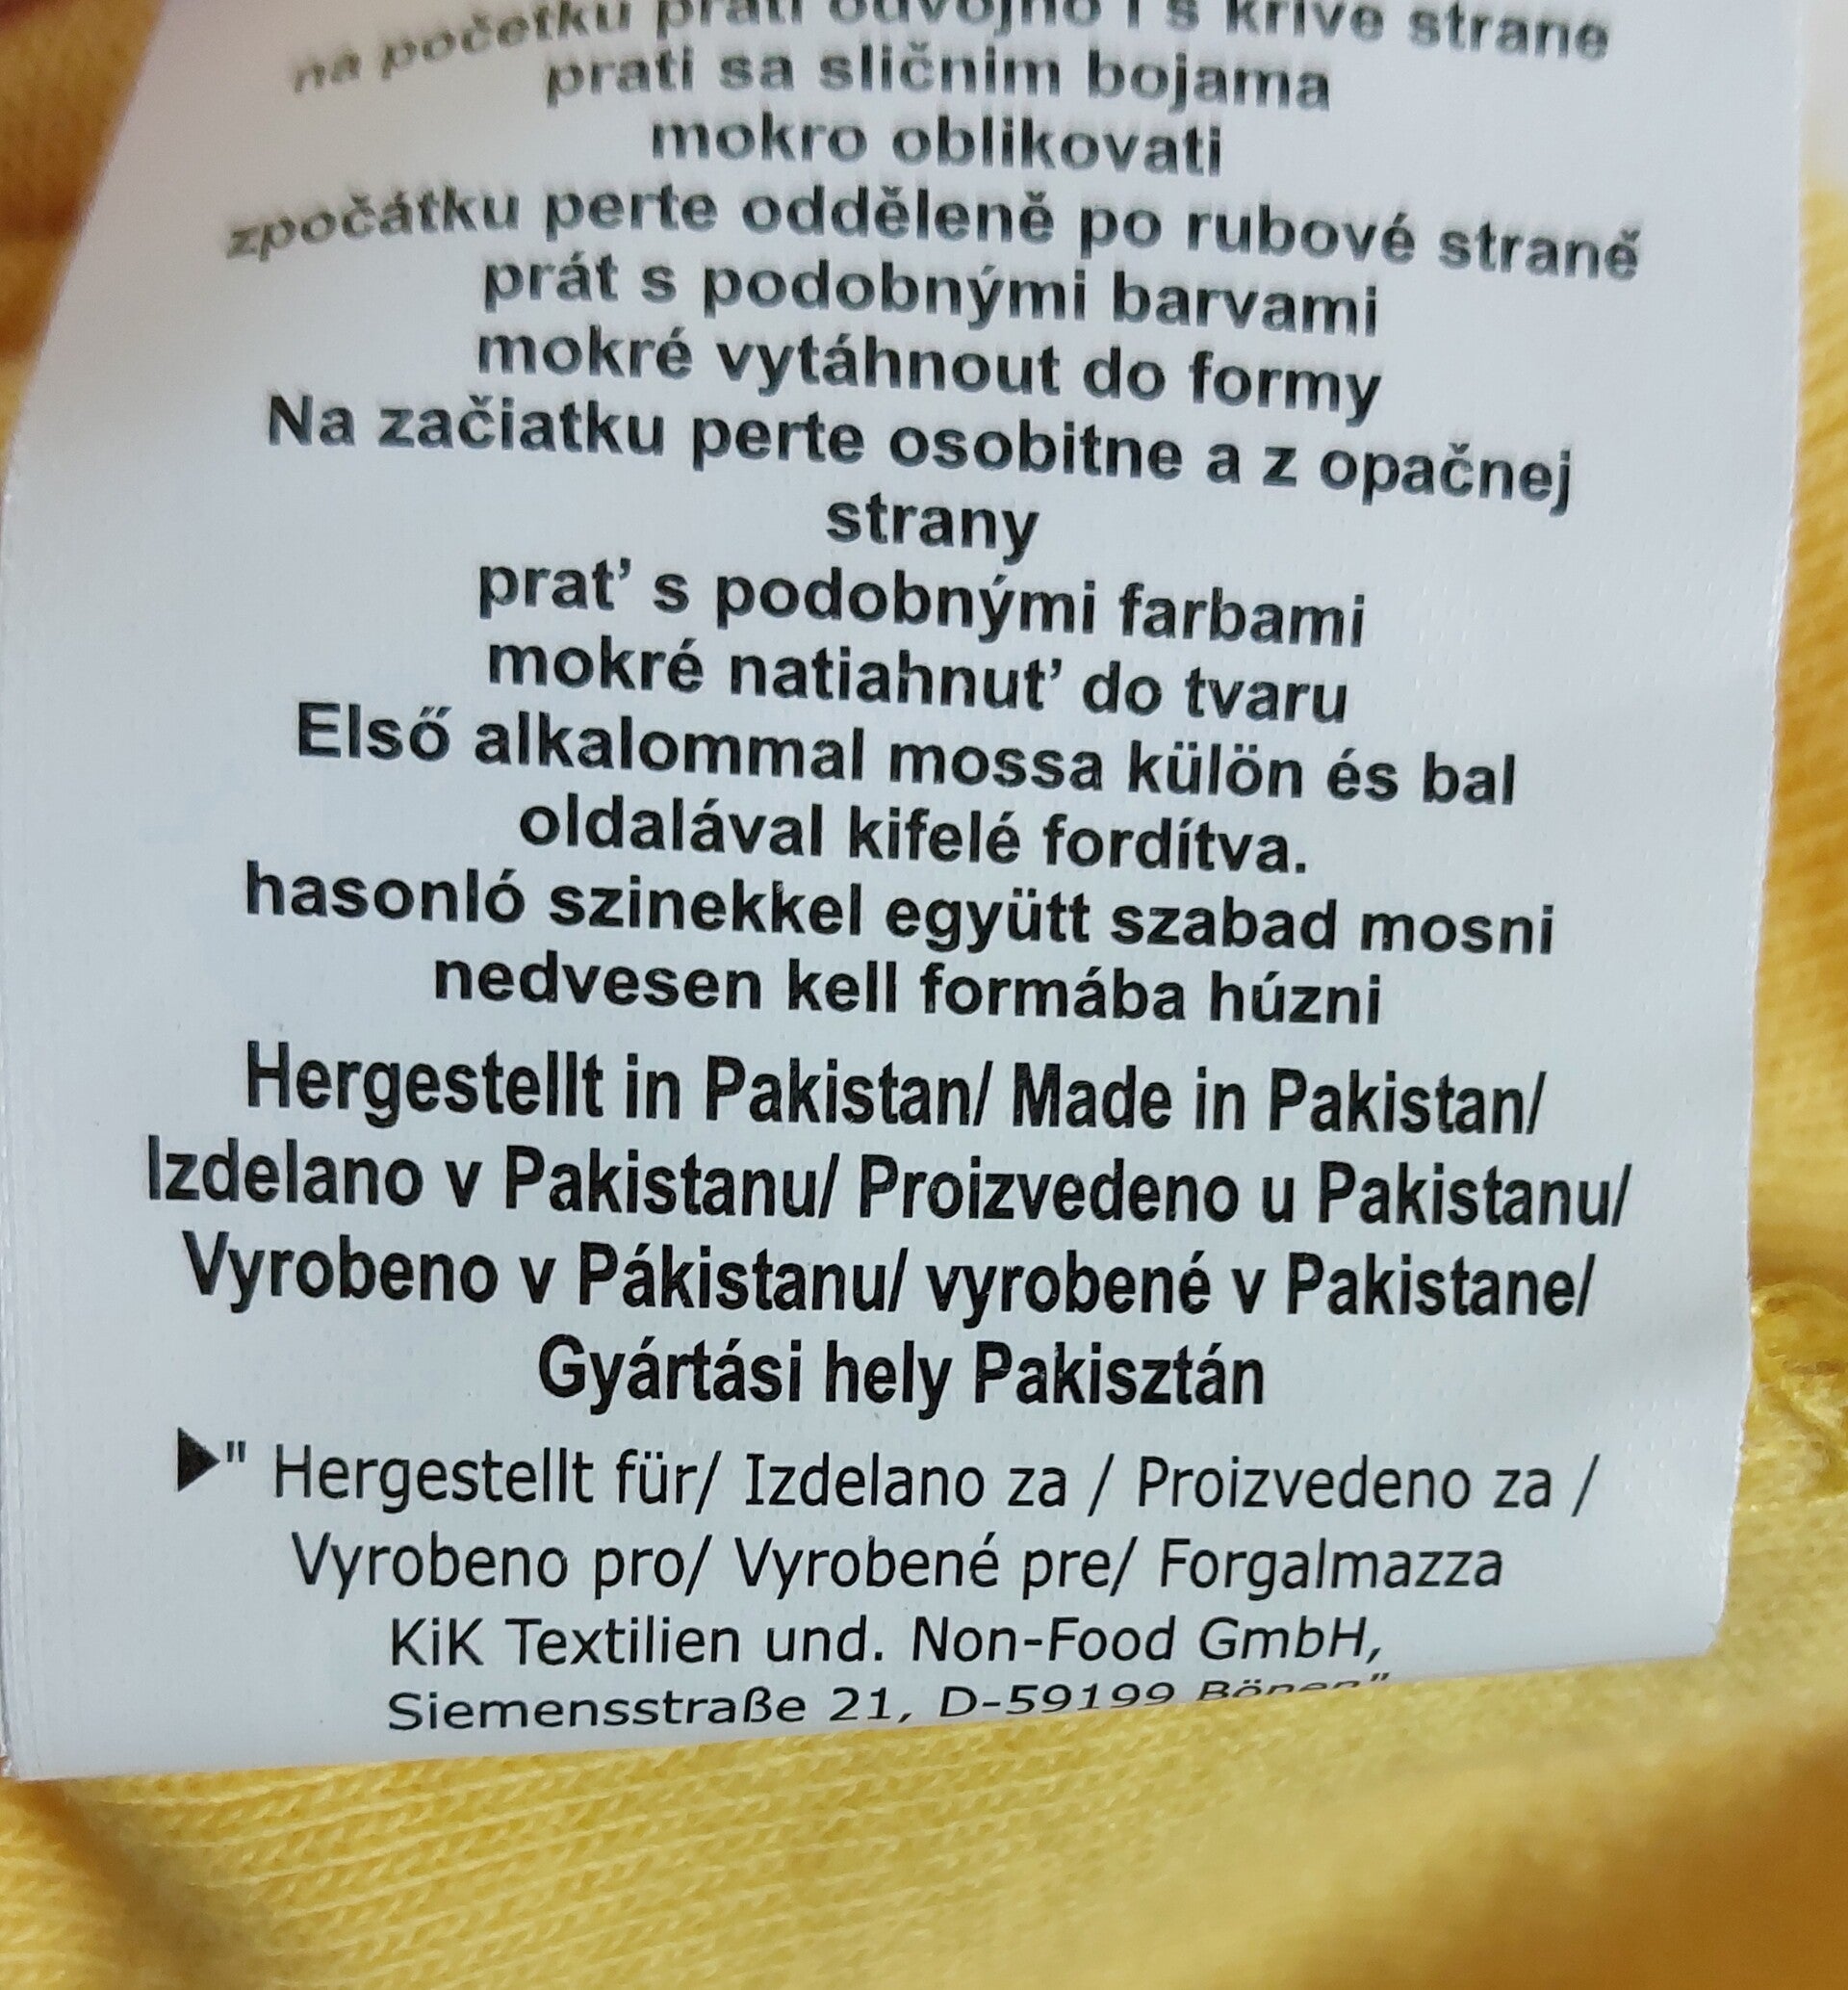 na početku prati odvojno i s krive strane
prati sa sličnim bojama
mokro oblikovati
zpočátku perte odděleně po rubové straně
prát s podobnými barvami
mokré vytáhnout do formy
Na začiatku perte osobitne a z opačnej
strany
prat’ s podobnými farbami
mokré natiahnut’ do tvaru
Első alkalommal mossa külön és bal
oldalával kifelé fordítva.
hasonló szinekkel együtt szabad mosni
nedvesen kell formába húzni
Hergestellt in Pakistan/ Made in Pakistan/
Izdelano v Pakistanu/ Proizvedeno u Pakistanu/
Vyrobeno v Pákistanu/ vyrobené v Pakistane/
Gyártási hely Pakisztán
▶" Hergestellt für/ Izdelano za / Proizvedeno za /
Vyrobeno pro/ Vyrobené pre/ Forgalmazza
KiK Textilien und. Non-Food GmbH,
Siemensstraße 21, D-59199 Bönen"